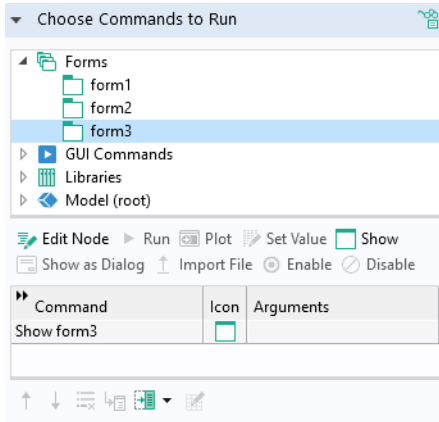 Choose Commands to Run
Forms
form1
form2
form3
GUI Commands
Libraries
Model (root)
Edit Node Run Plot Set Value Show
Show as Dialog Import File Enable Disable
Command Icon Arguments
Show form3